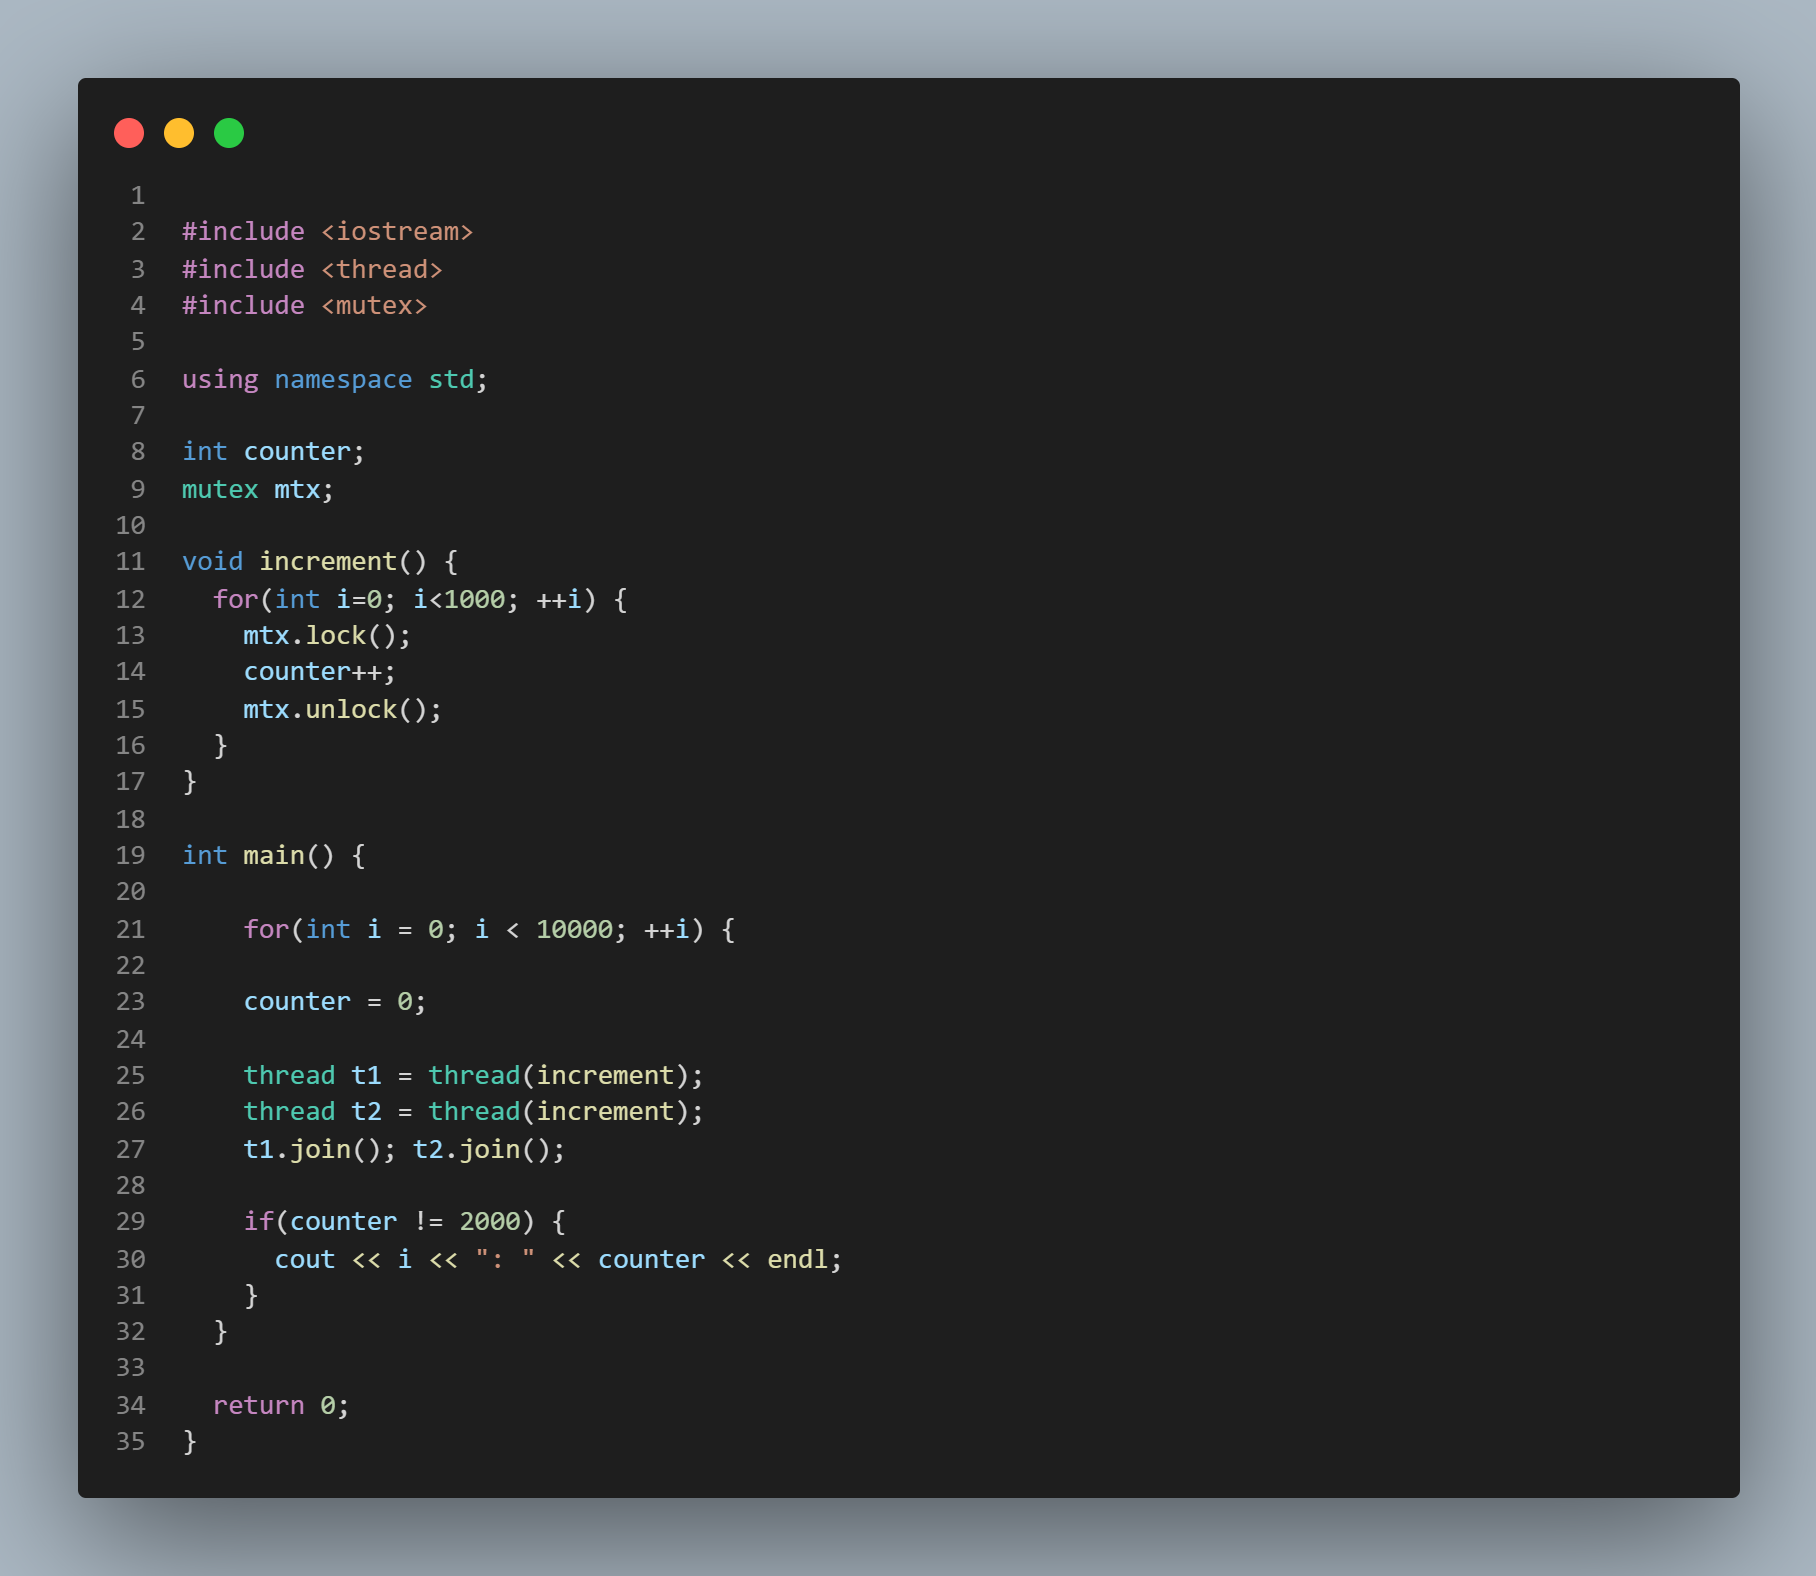 1
2 #include <iostream>
3 #include <thread>
4 #include <mutex>
5
6 using namespace std;
7
8 int counter;
9 mutex mtx;
10
11 void increment() {
12   for(int i=0; i<1000; ++i) {
13     mtx.lock();
14     counter++;
15     mtx.unlock();
16   }
17 }
18
19 int main() {
20
21     for(int i = 0; i < 10000; ++i) {
22
23     counter = 0;
24
25     thread t1 = thread(increment);
26     thread t2 = thread(increment);
27     t1.join(); t2.join();
28
29     if(counter != 2000) {
30       cout << i << ": " << counter << endl;
31     }
32   }
33
34   return 0;
35 }